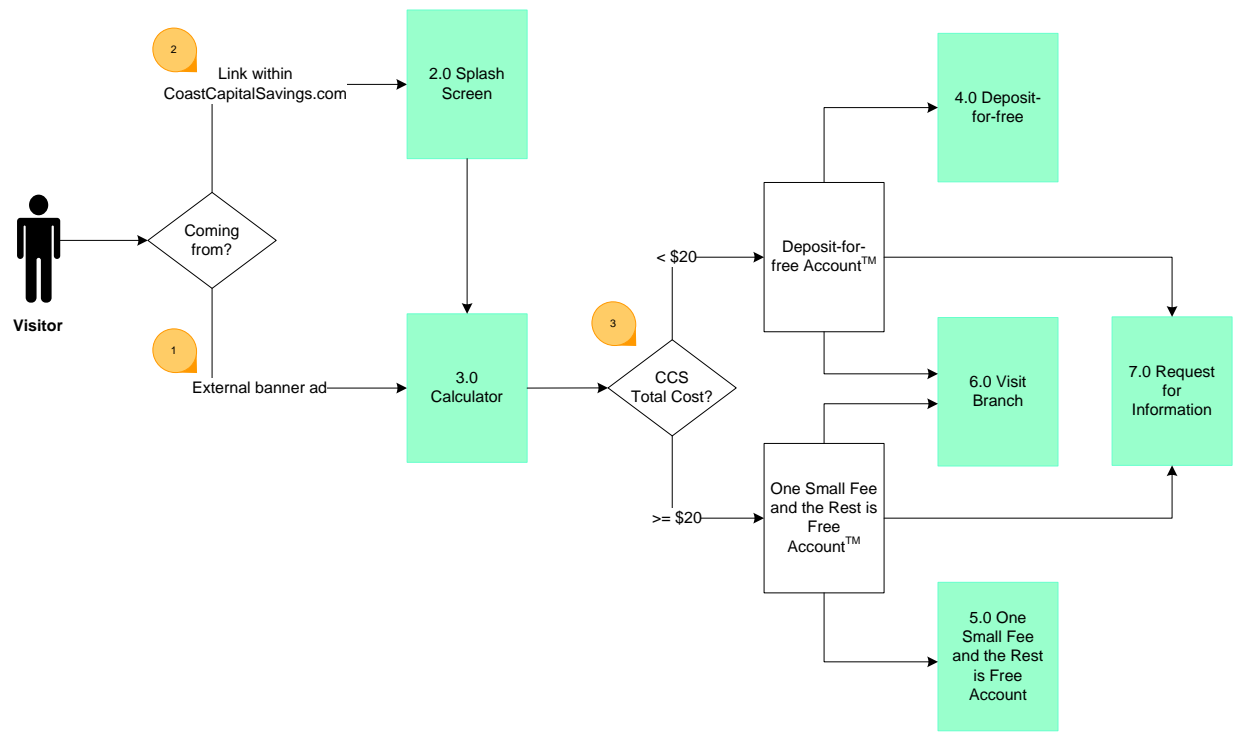 2
Link within
CoastCapitalSavings.com
2.0 Splash
Screen
4.0 Deposit-
for-free
Coming
from?
Visitor
1
External banner ad
3.0
Calculator
3
CCS
Total Cost?
< $20
>= $20
Deposit-for-
free Account™
One Small Fee
and the Rest is
Free
Account™
6.0 Visit
Branch
7.0 Request
for
Information
5.0 One
Small Fee
and the Rest
is Free
Account